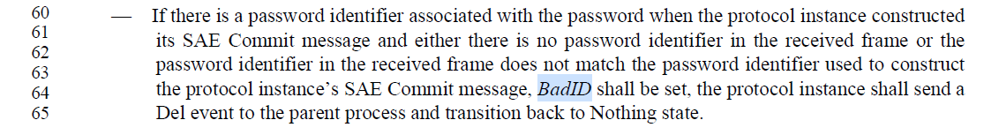 60 — If there is a password identifier associated with the password when the protocol instance constructed
61 its SAE Commit message and either there is no password identifier in the received frame or the
62 password identifier in the received frame does not match the password identifier used to construct
63
64 the protocol instance's SAE Commit message, BadID shall be set, the protocol instance shall send a
65 Del event to the parent process and transition back to Nothing state.